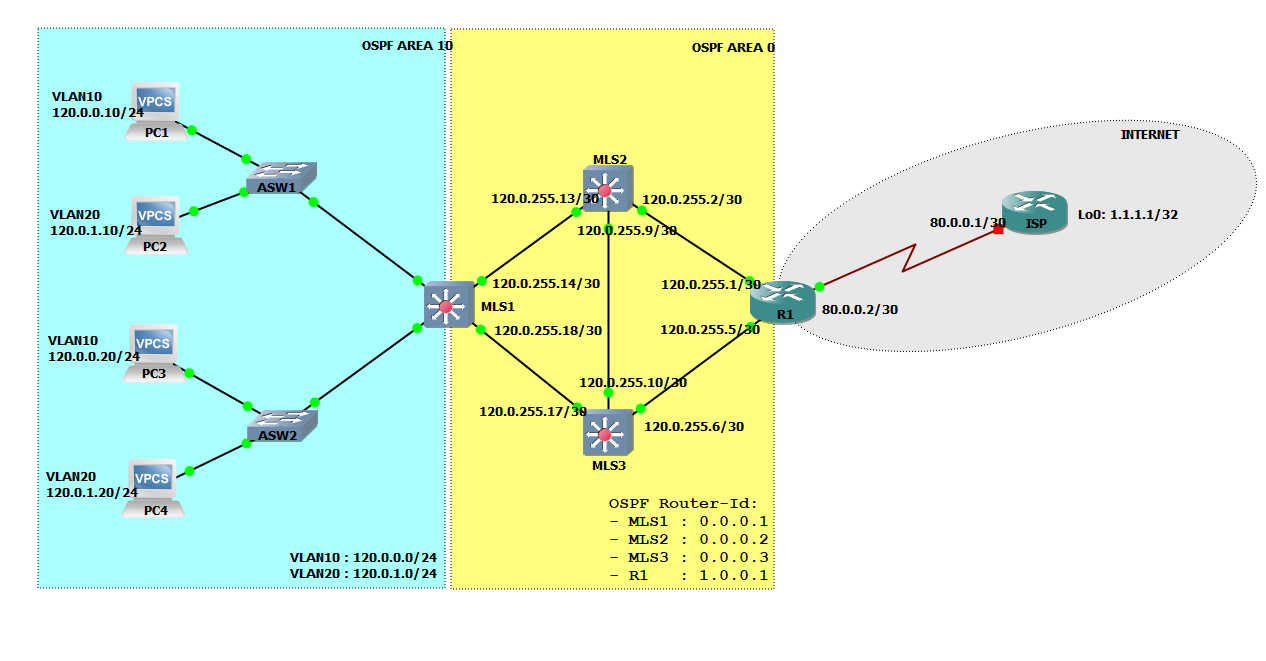 OSPF AREA 10
OSPF AREA 0
INTERNET
VLAN10
120.0.0.10/24
VPCS
PC1
ASW1
VLAN20
120.0.1.10/24
VPCS
PC2
VLAN10
120.0.0.20/24
VPCS
PC3
ASW2
VLAN20
120.0.1.20/24
VPCS
PC4
VLAN10 : 120.0.0.0/24
VLAN20 : 120.0.1.0/24
MLS1
120.0.255.14/30
120.0.255.18/30
MLS2
120.0.255.13/30
120.0.255.2/30
120.0.255.9/30
120.0.255.1/30
120.0.255.5/30
120.0.255.10/30
120.0.255.17/30
120.0.255.6/30
MLS3
R1
80.0.0.2/30
80.0.0.1/30
ISP
Lo0: 1.1.1.1/32
OSPF Router-Id:
- MLS1 : 0.0.0.1
- MLS2 : 0.0.0.2
- MLS3 : 0.0.0.3
- R1 : 1.0.0.1